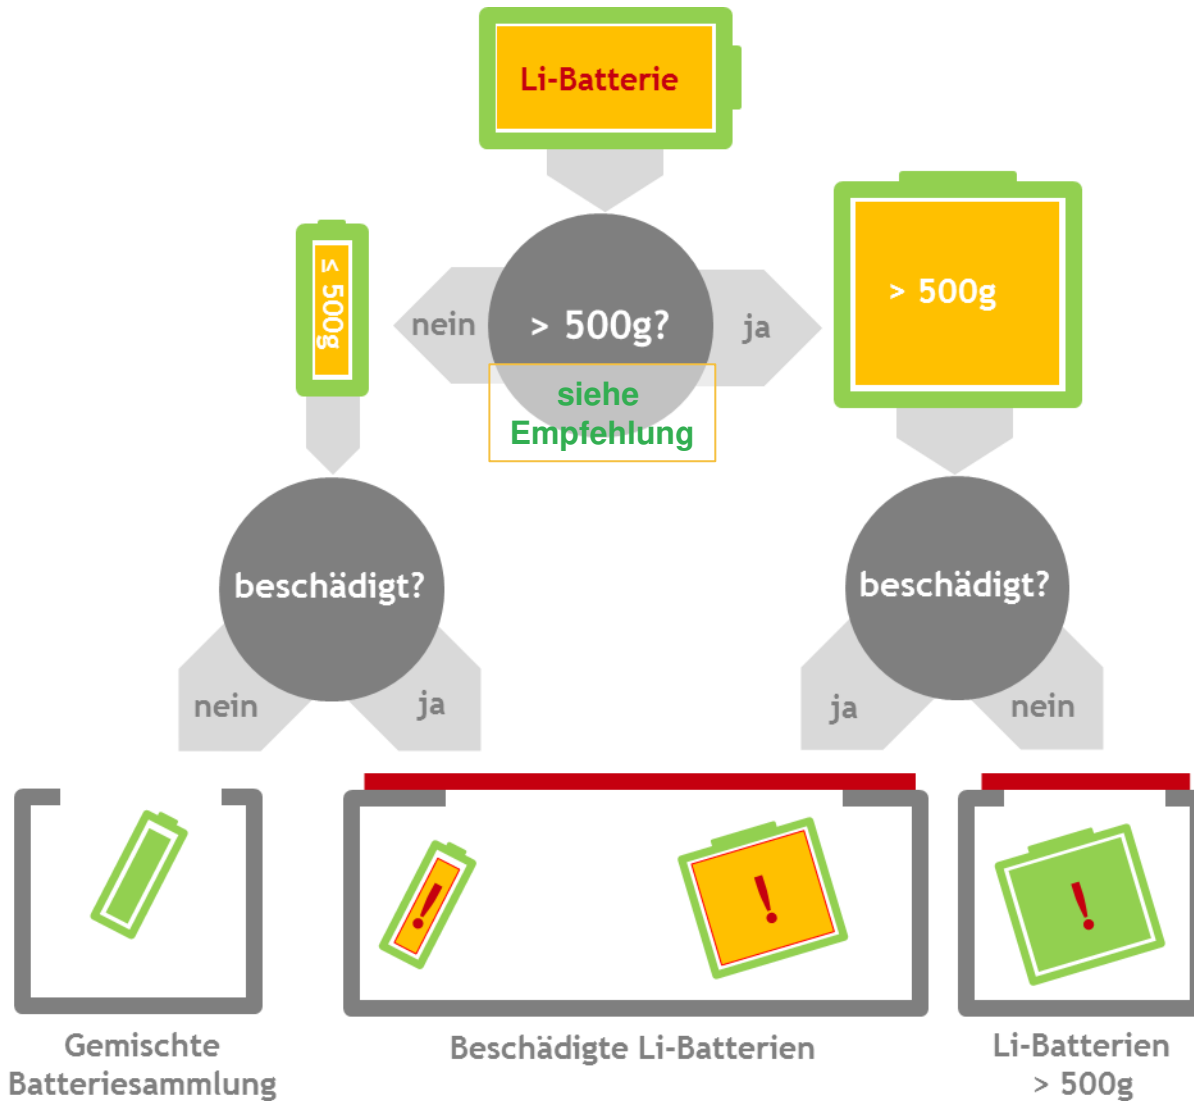 Li-Batterie
≤ 500g
nein
> 500g?
ja
> 500g
siehe
Empfehlung
beschädigt?
beschädigt?
nein
ja
ja
nein
!
!
!
Gemischte
Batteriesammlung
Beschädigte Li-Batterien
Li-Batterien
> 500g